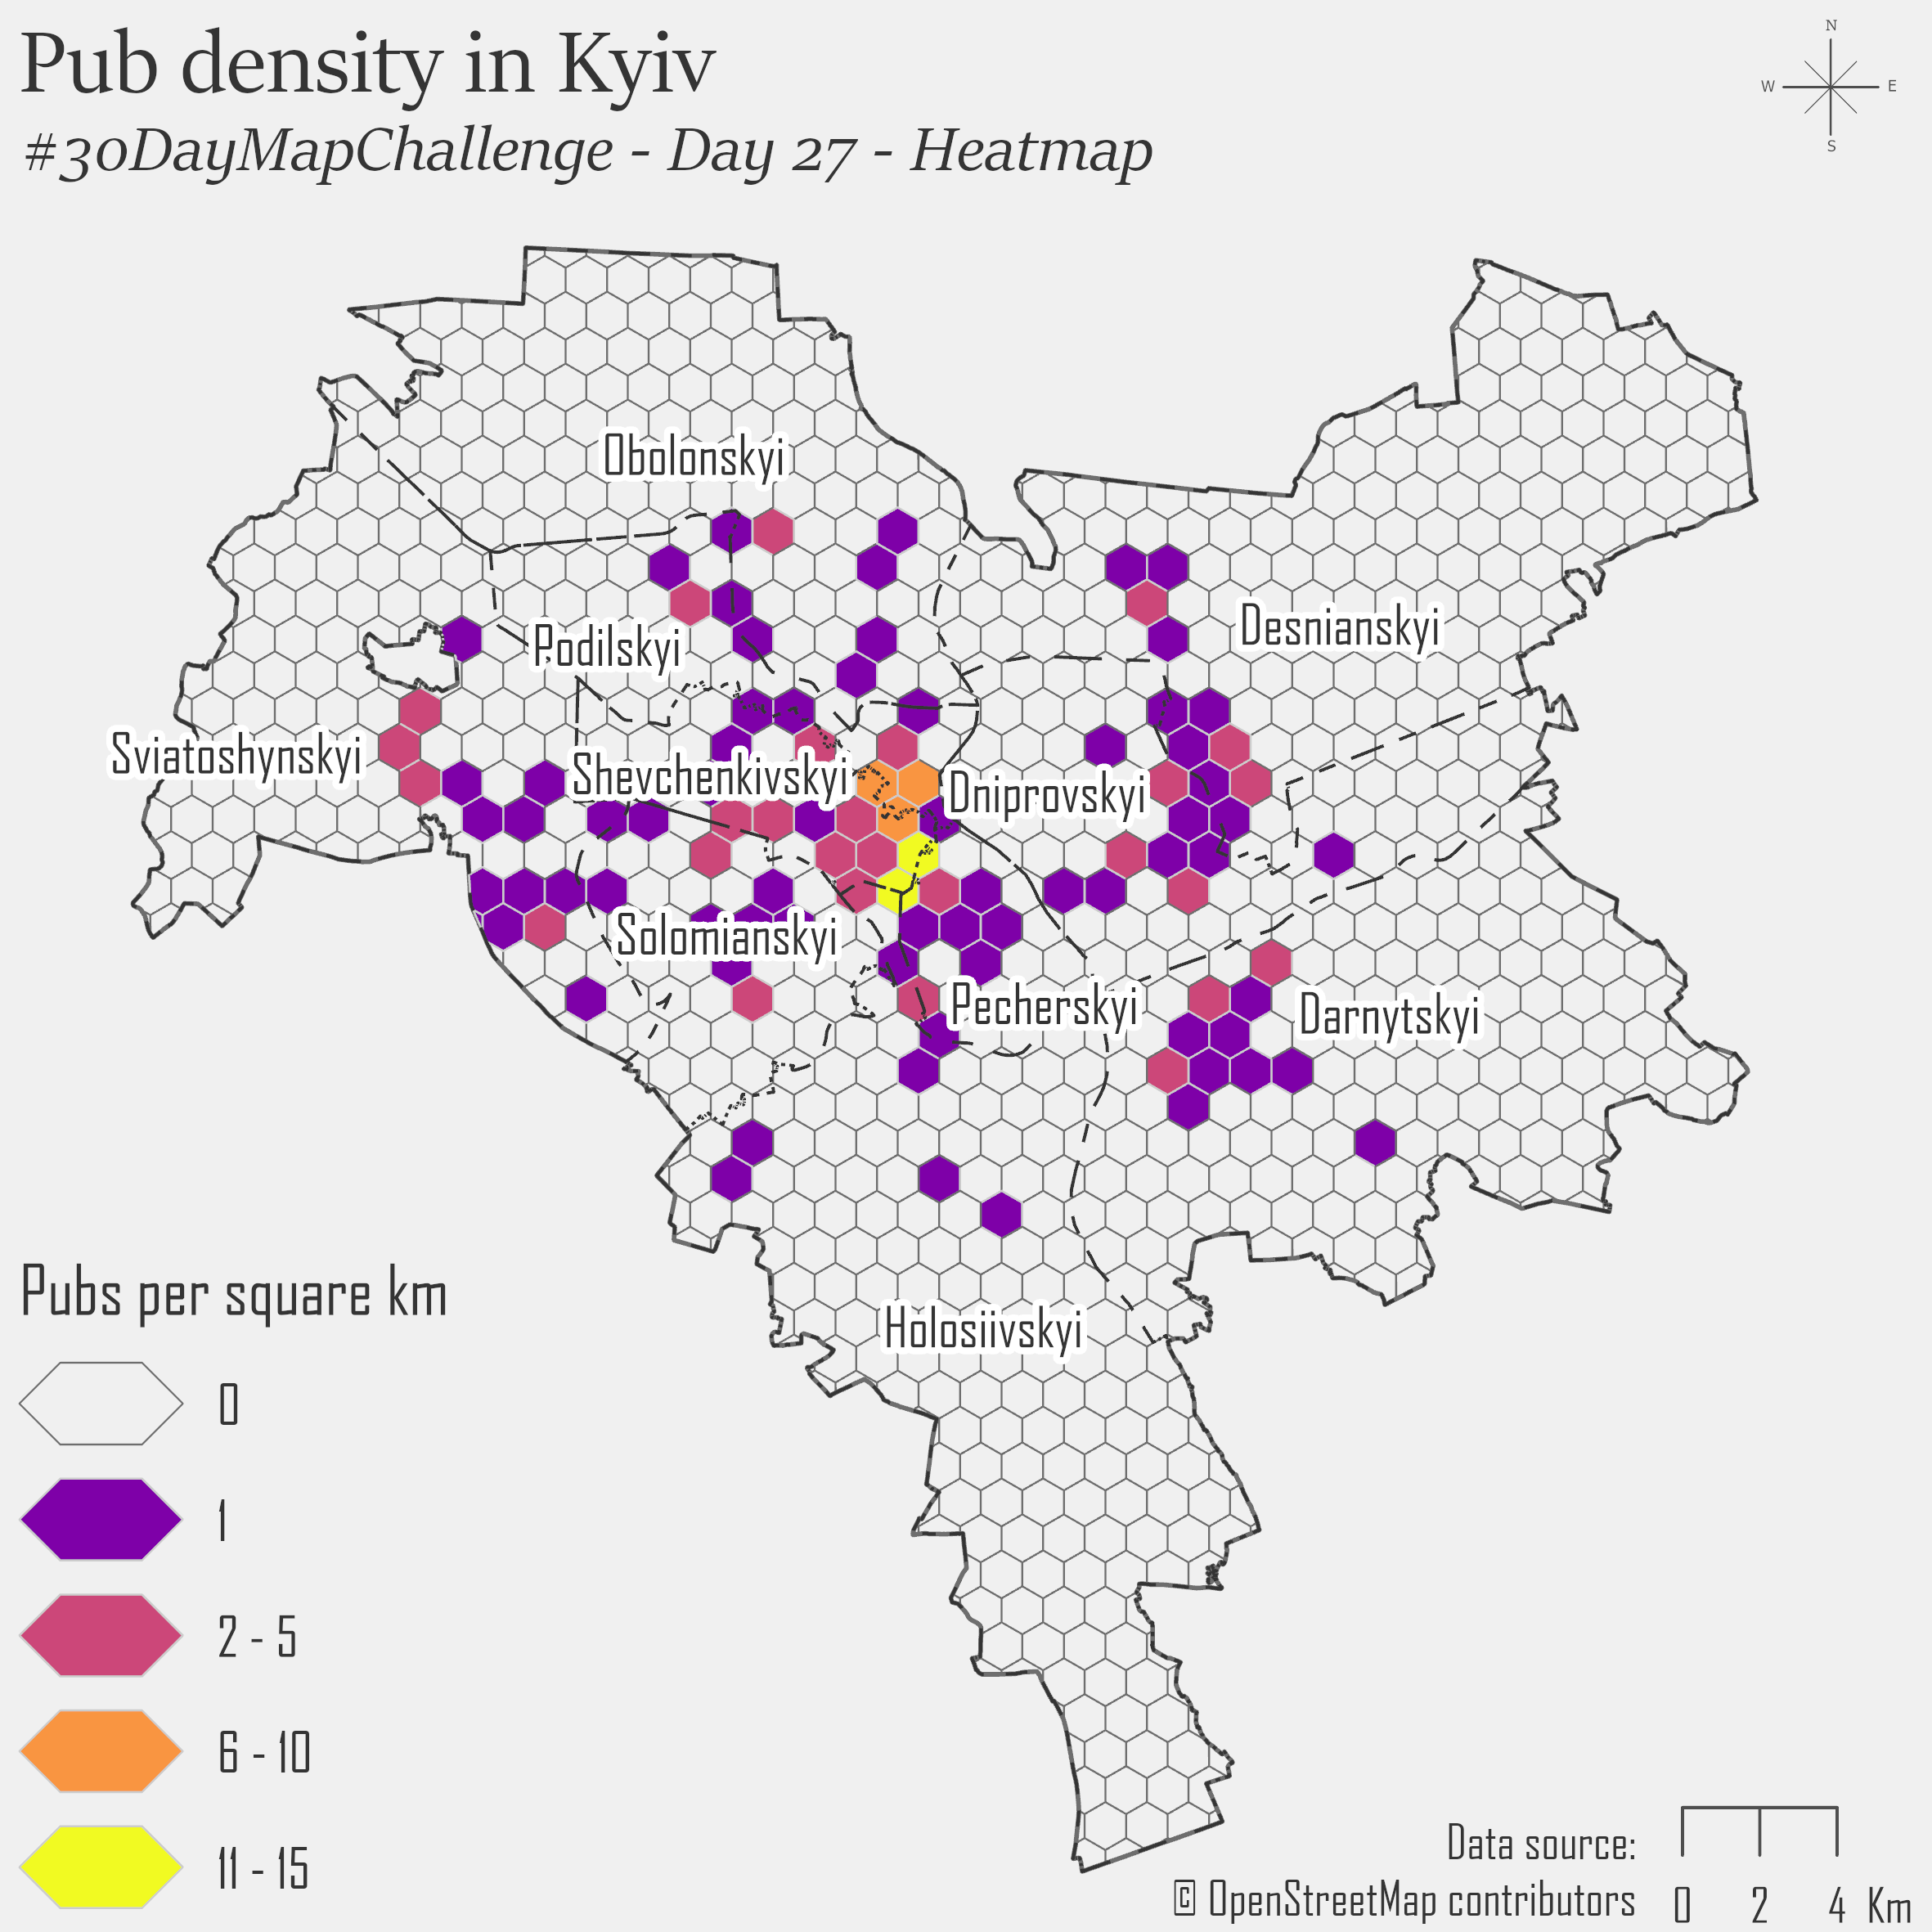 Pub density in Kyiv
#30DayMapChallenge - Day 27 - Heatmap
N
W
E
S
Obolonskyi
Desnianskyi
Podilskyi
Sviatoshynskyi
Shevchenkivskyi
Dniprovskyi
Solomianskyi
Pecherskyi
Darnytskyi
Holosiivskyi
Pubs per square km
0
1
2 - 5
6 - 10
11 - 15
Data source:
© OpenStreetMap contributors
0 2 4 Km